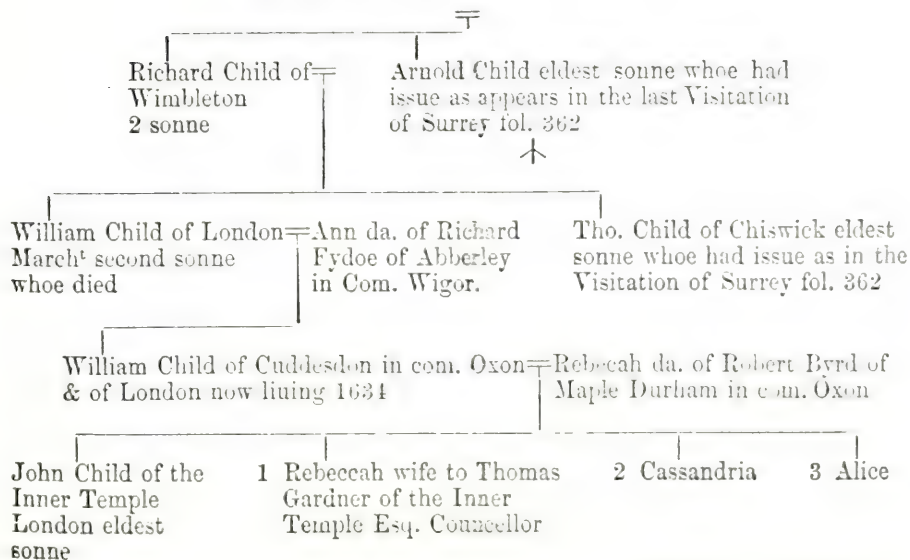 Richard Child of
Wimbleton
2 sonne
Arnold Child eldest sonne whoe had
issue as appears in the last Visitation
of Surrey fol. 362
William Child of London
Marcht second sonne
whoe died
Ann da. of Richard
Fydoe of Abberley
in Com. Wigor.
Tho. Child of Chiswick eldest
sonne whoe had issue as in the
Visitation of Surrey fol. 362
William Child of Cuddesdon in com. Oxon
& of London now liuing 1634
Rebecah da. of Robert Byrd of
Maple Durham in com. Oxon
John Child of the
Inner Temple
London eldest
sonne
1 Rebeccah wife to Thomas
Gardner of the Inner
Temple Esq. Councellor
2 Cassandria
3 Alice